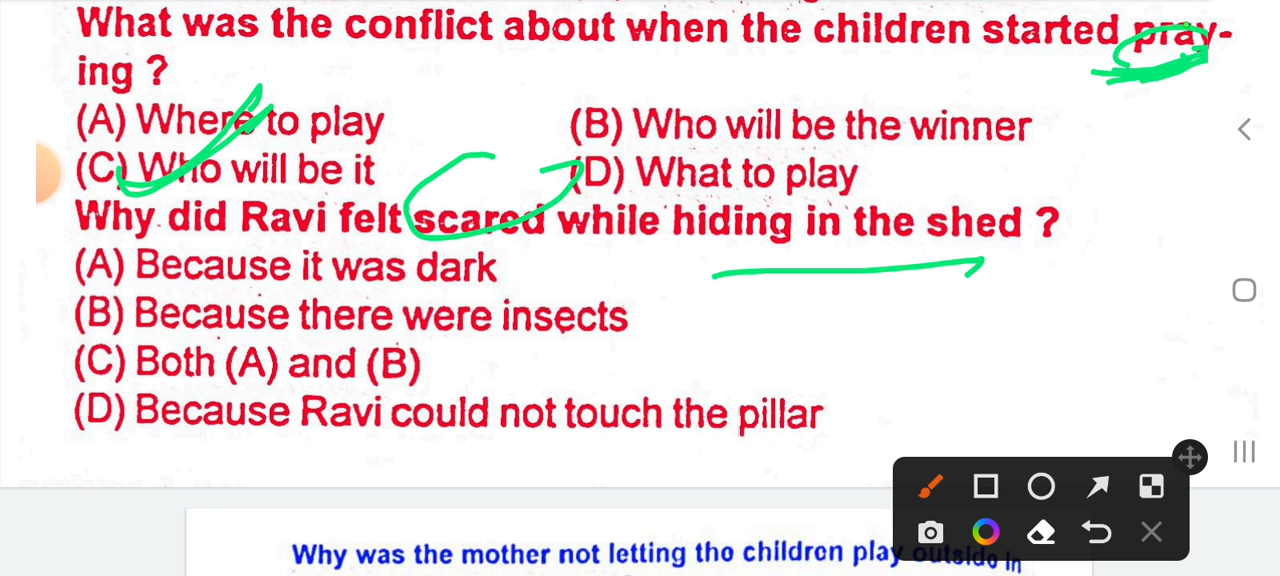 What was the conflict about when the children started pray-
ing ?
(A) Where to play (B) Who will be the winner
(C) Who will be it (D) What to play
Why did Ravi felt scared while hiding in the shed ?
(A) Because it was dark
(B) Because there were insects
(C) Both (A) and (B)
(D) Because Ravi could not touch the pillar
Why was the mother not letting the children play outside in